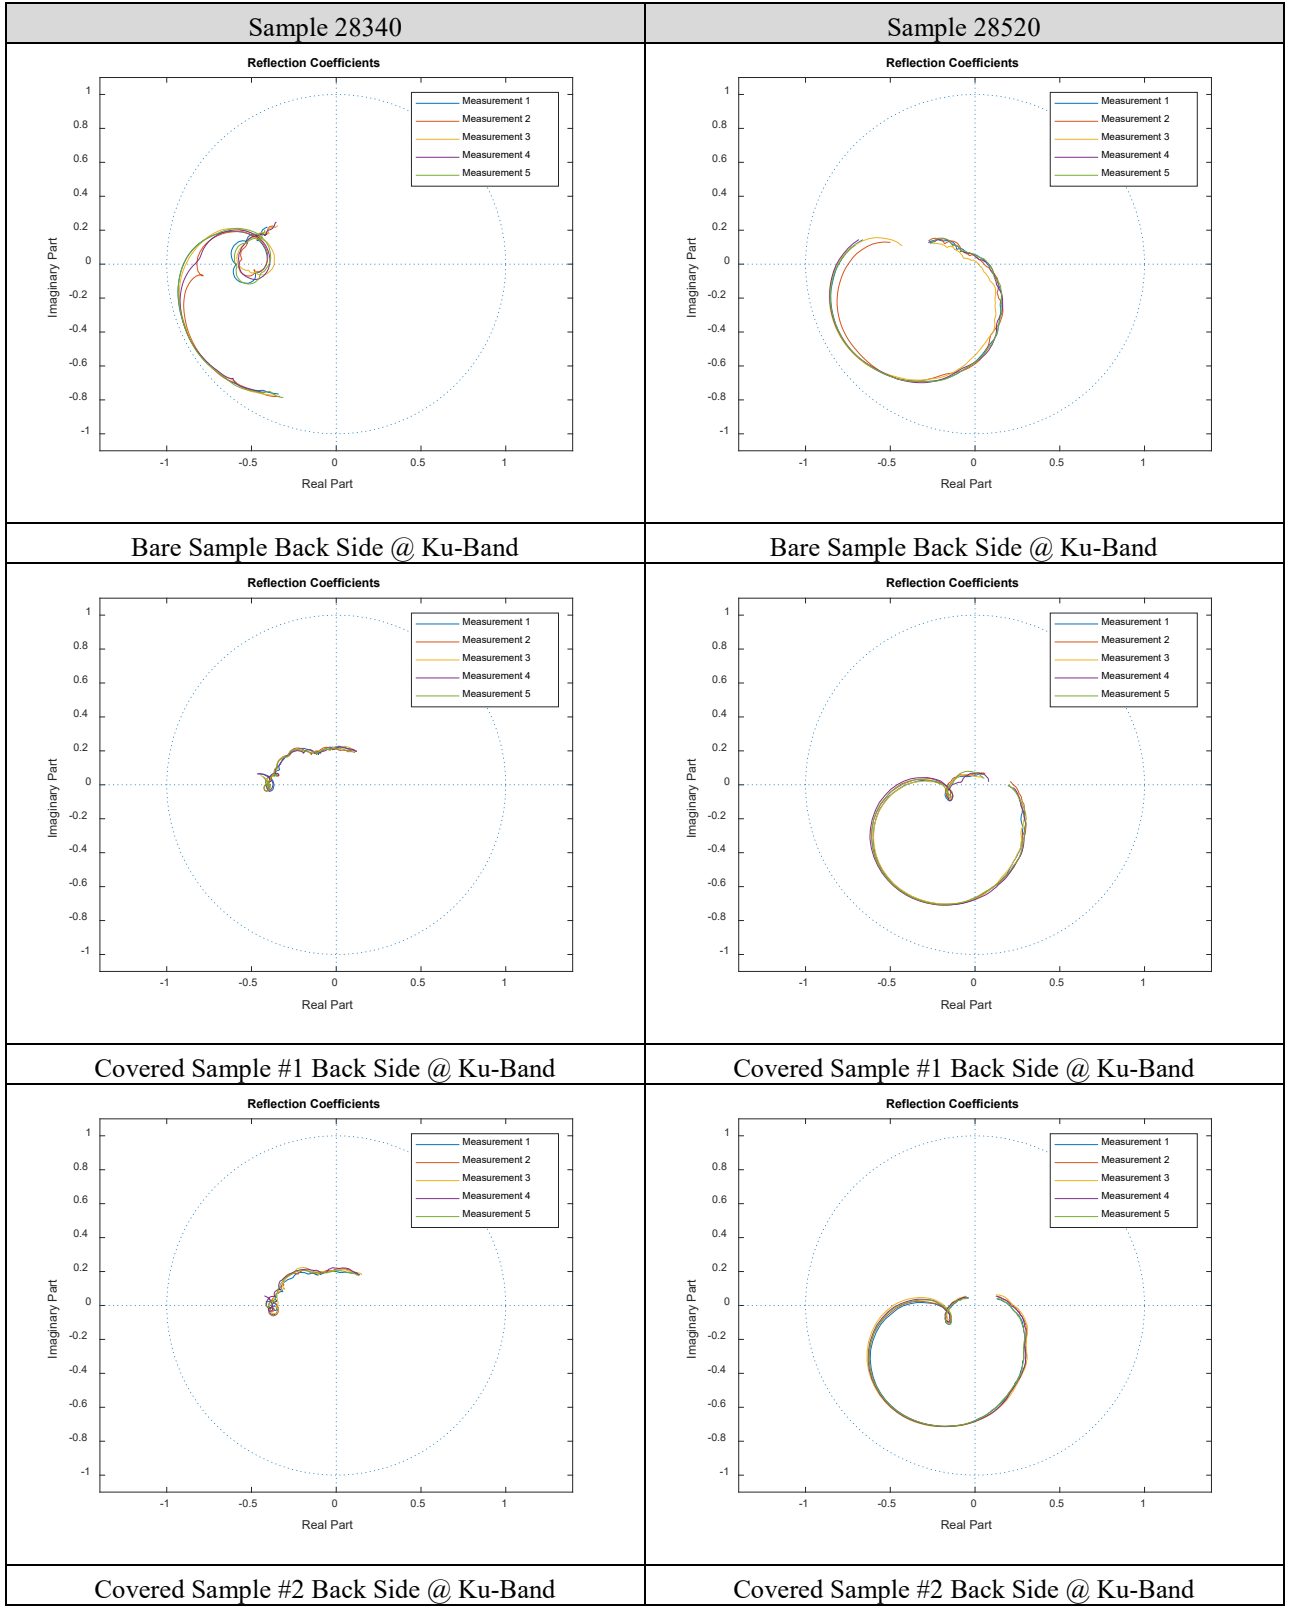 Sample 28340
Sample 28520
Reflection Coefficients
Measurement 1
Measurement 2
Measurement 3
Measurement 4
Measurement 5
1
0.8
0.6
0.4
0.2
0
-0.2
-0.4
-0.6
-0.8
-1
Imaginary Part
-1 -0.5 0 0.5 1
Real Part
Reflection Coefficients
Measurement 1
Measurement 2
Measurement 3
Measurement 4
Measurement 5
1
0.8
0.6
0.4
0.2
0
-0.2
-0.4
-0.6
-0.8
-1
Imaginary Part
-1 -0.5 0 0.5 1
Real Part
Bare Sample Back Side @ Ku-Band
Bare Sample Back Side @ Ku-Band
Reflection Coefficients
Measurement 1
Measurement 2
Measurement 3
Measurement 4
Measurement 5
1
0.8
0.6
0.4
0.2
0
-0.2
-0.4
-0.6
-0.8
-1
Imaginary Part
-1 -0.5 0 0.5 1
Real Part
Reflection Coefficients
Measurement 1
Measurement 2
Measurement 3
Measurement 4
Measurement 5
1
0.8
0.6
0.4
0.2
0
-0.2
-0.4
-0.6
-0.8
-1
Imaginary Part
-1 -0.5 0 0.5 1
Real Part
Covered Sample #1 Back Side @ Ku-Band
Covered Sample #1 Back Side @ Ku-Band
Reflection Coefficients
Measurement 1
Measurement 2
Measurement 3
Measurement 4
Measurement 5
1
0.8
0.6
0.4
0.2
0
-0.2
-0.4
-0.6
-0.8
-1
Imaginary Part
-1 -0.5 0 0.5 1
Real Part
Reflection Coefficients
Measurement 1
Measurement 2
Measurement 3
Measurement 4
Measurement 5
1
0.8
0.6
0.4
0.2
0
-0.2
-0.4
-0.6
-0.8
-1
Imaginary Part
-1 -0.5 0 0.5 1
Real Part
Covered Sample #2 Back Side @ Ku-Band
Covered Sample #2 Back Side @ Ku-Band